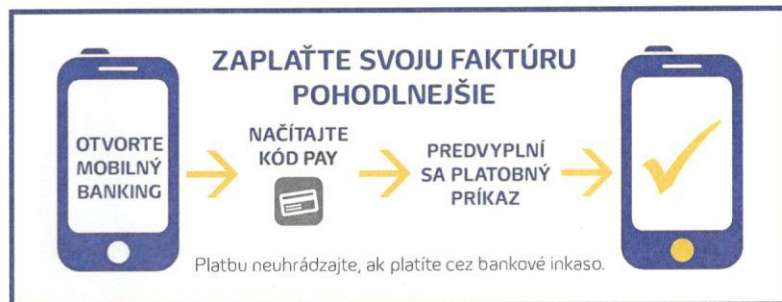 ZAPLAŤTE SVOJU FAKTÚRU
POHODLNEJŠIE
OTVORTE
MOBILNÝ
BANKING
NAČÍTAJTE
KÓD PAY
PREDVYPLNÍ
SA PLATOBNÝ
PRÍKAZ
Platbu neuhrádzajte, ak platíte cez bankové inkaso.